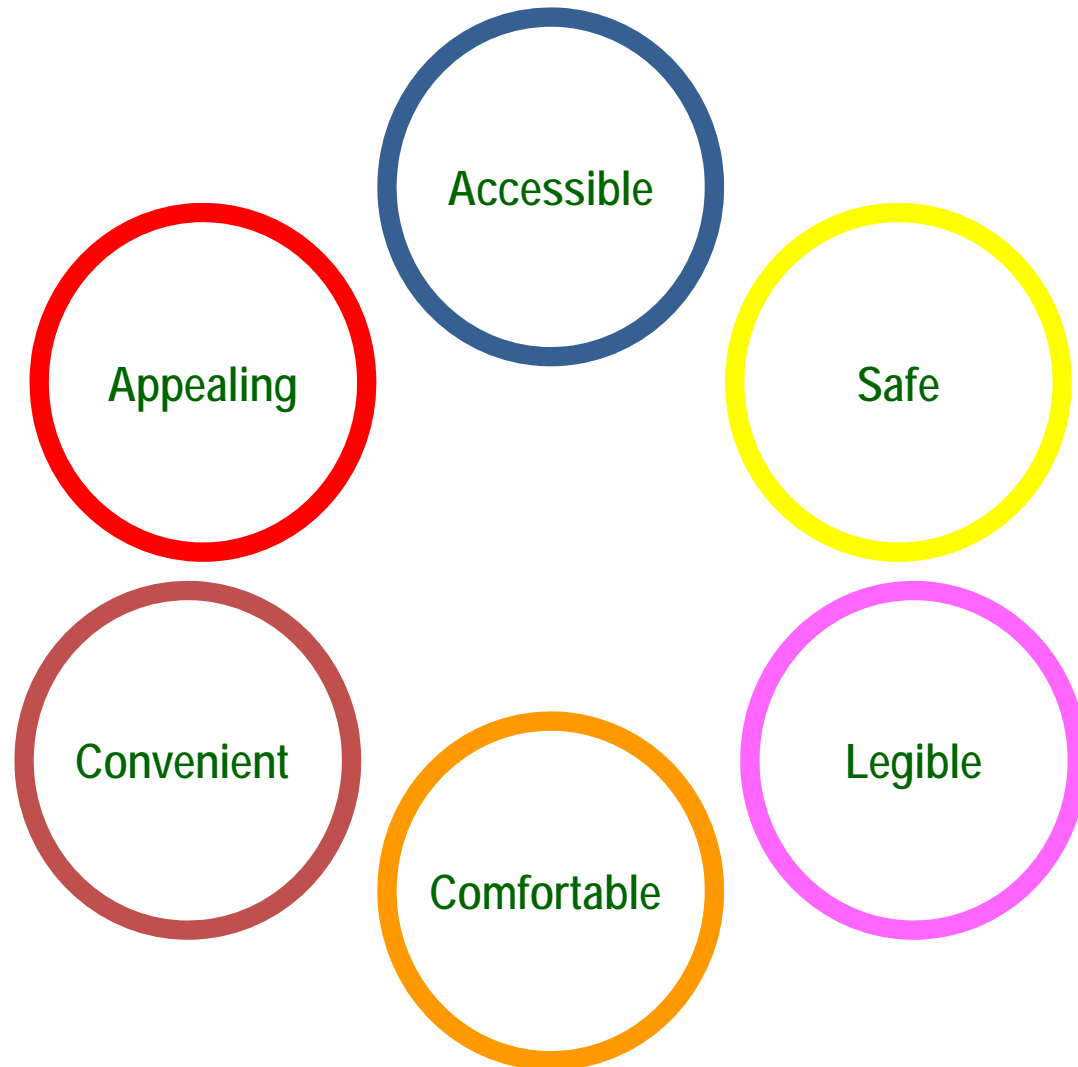 Accessible
Appealing
Safe
Convenient
Legible
Comfortable